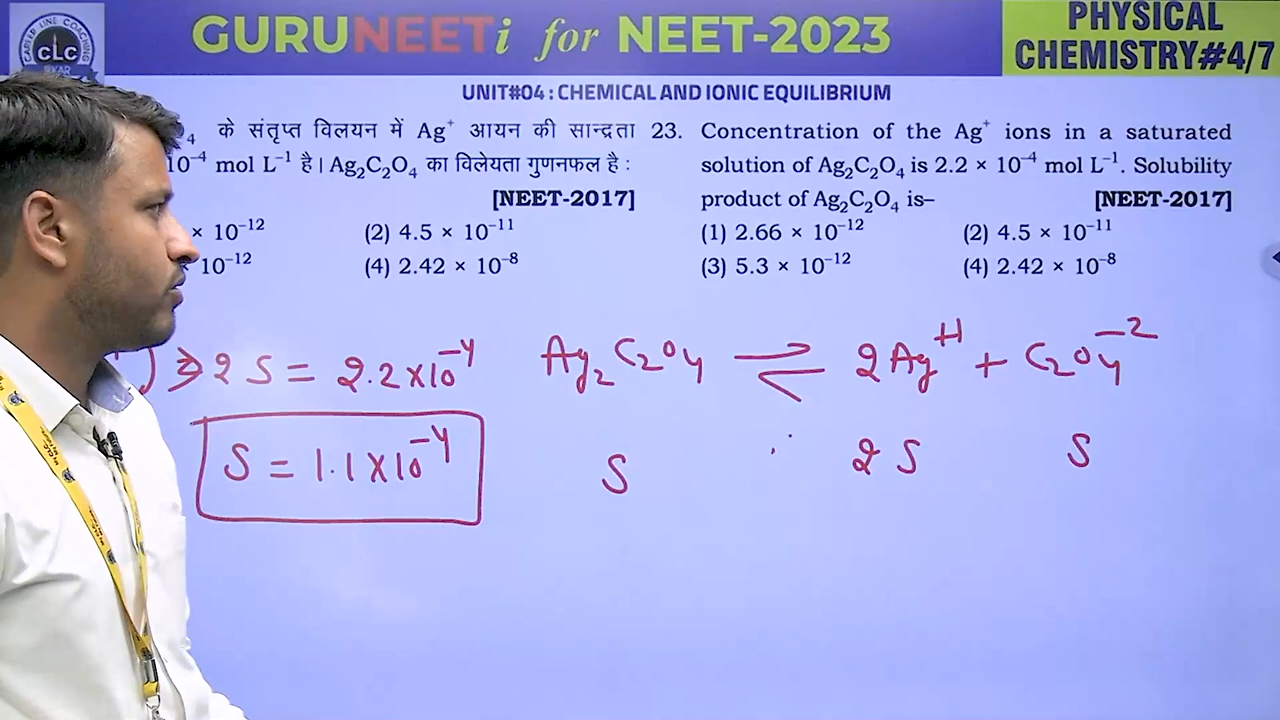 GURUNEETi for NEET-2023
PHYSICAL
CHEMISTRY#4/7
CLC
UNIT#04 : CHEMICAL AND IONIC EQUILIBRIUM
₄ के संतृप्त विलयन में Ag⁺ आयन की सान्द्रता
10⁻⁴ mol L⁻¹ है। Ag₂C₂O₄ का विलेयता गुणनफल है :
[NEET-2017]
× 10⁻¹² (2) 4.5 × 10⁻¹¹
× 10⁻¹² (4) 2.42 × 10⁻⁸
23. Concentration of the Ag⁺ ions in a saturated
solution of Ag₂C₂O₄ is 2.2 × 10⁻⁴ mol L⁻¹. Solubility
product of Ag₂C₂O₄ is–
[NEET-2017]
(1) 2.66 × 10⁻¹² (2) 4.5 × 10⁻¹¹
(3) 5.3 × 10⁻¹² (4) 2.42 × 10⁻⁸
2S = 2.2×10⁻⁴
S = 1.1×10⁻⁴
Ag₂C₂O₄ ⇌ 2Ag⁺¹ + C₂O₄⁻²
S 2S S